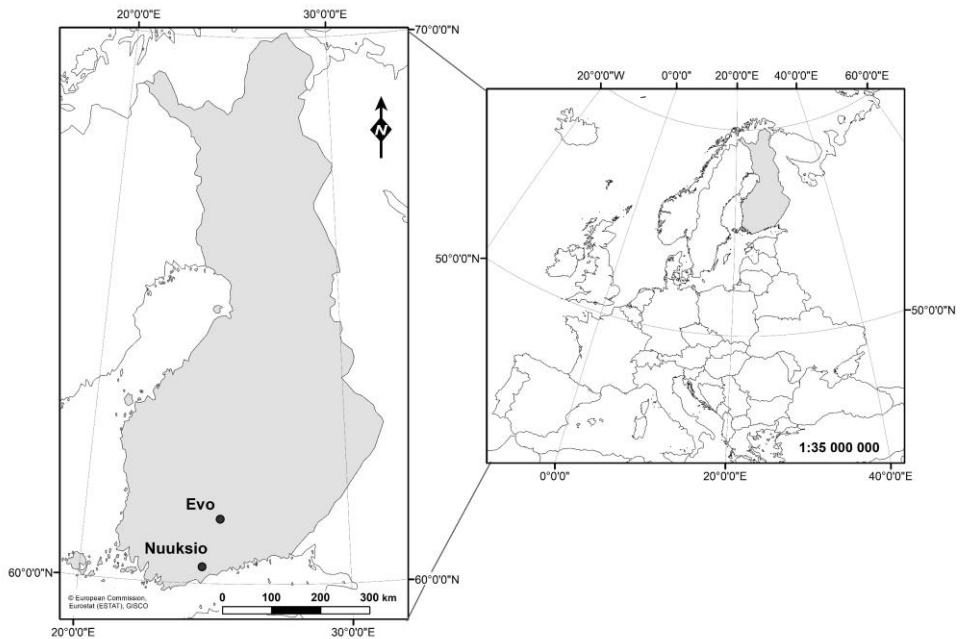 20°0'0"E 30°0'0"E
70°0'0"N
N
Evo
Nuuksio
60°0'0"N
60°0'0"N
© European Commission,
Eurostat (ESTAT), GISCO
0 100 200 300 km
20°0'0"E 30°0'0"E
20°0'0"W 0°0'0" 20°0'0"E 40°0'0"E 60°0'0"E
50°0'0"N
50°0'0"N
1:35 000 000
0°0'0" 20°0'0"E 40°0'0"E